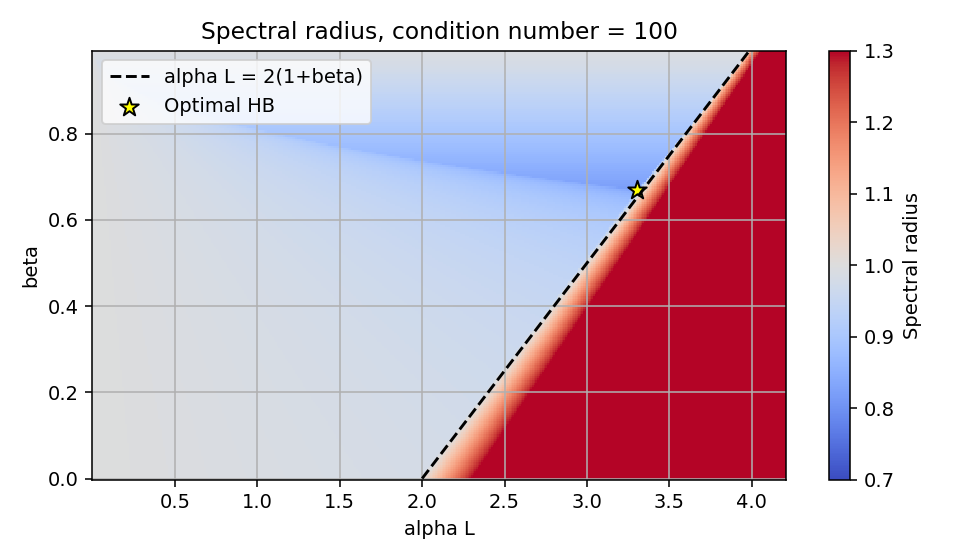 Spectral radius, condition number = 100
alpha L = 2(1+beta)
Optimal HB
beta
0.8
0.6
0.4
0.2
0.0
0.5 1.0 1.5 2.0 2.5 3.0 3.5 4.0
alpha L
1.3
1.2
1.1
1.0
0.9
0.8
0.7
Spectral radius